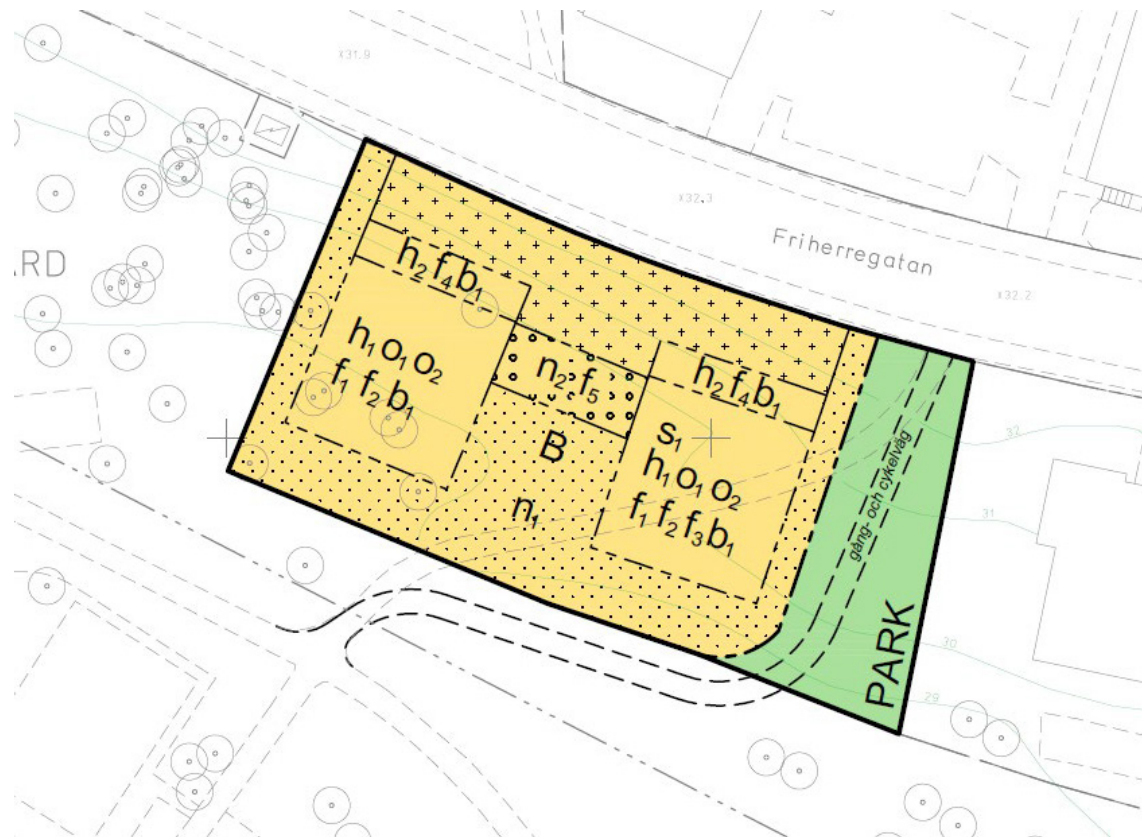 x31.9
x32.3
Friherregatan
x32.2
ARD
h₂ f₄ b₁
h₁ o₁ o₂
f₁ f₂ b₁
n₂ f₅
h₂ f₄ b₁
B
s₁
h₁ o₁ o₂
f₁ f₂ f₃ b₁
n₁
gång- och cykelväg
PARK
32
31
30
29